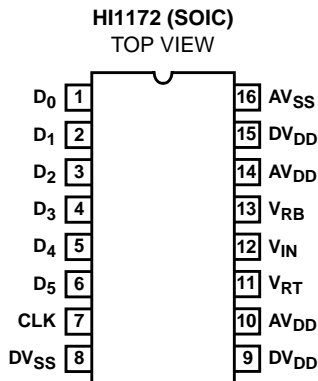 HI1172 (SOIC)
TOP VIEW
D0 1 16 AVSS
D1 2 15 DVDD
D2 3 14 AVDD
D3 4 13 VRB
D4 5 12 VIN
D5 6 11 VRT
CLK 7 10 AVDD
DVSS 8 9 DVDD